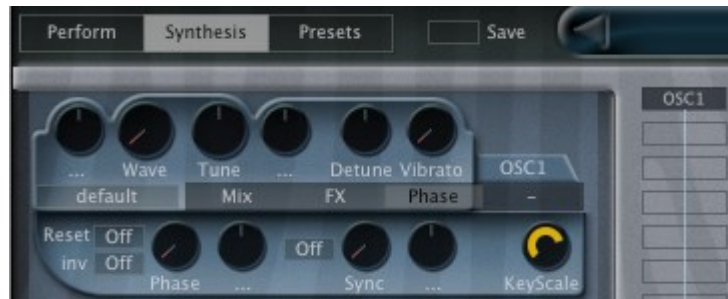 Perform Synthesis Presets Save
OSC1
... Wave Tune ... Detune Vibrato OSC1
default Mix FX Phase -
Reset Off
Off
inv Off
Phase ... Sync ... KeyScale